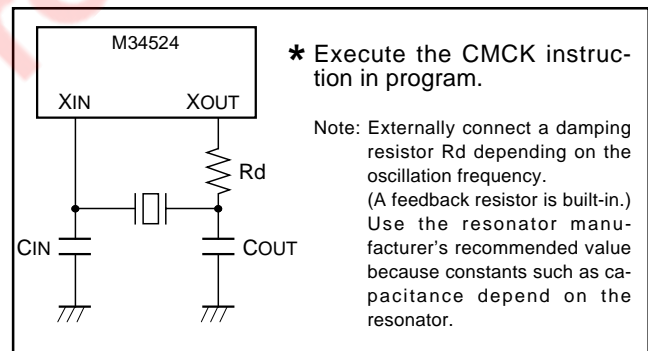 M34524
XIN
XOUT
Rd
CIN
COUT
* Execute the CMCK instruc-
tion in program.
Note: Externally connect a damping
resistor Rd depending on the
oscillation frequency.
(A feedback resistor is built-in.)
Use the resonator manu-
facturer's recommended value
because constants such as ca-
pacitance depend on the
resonator.